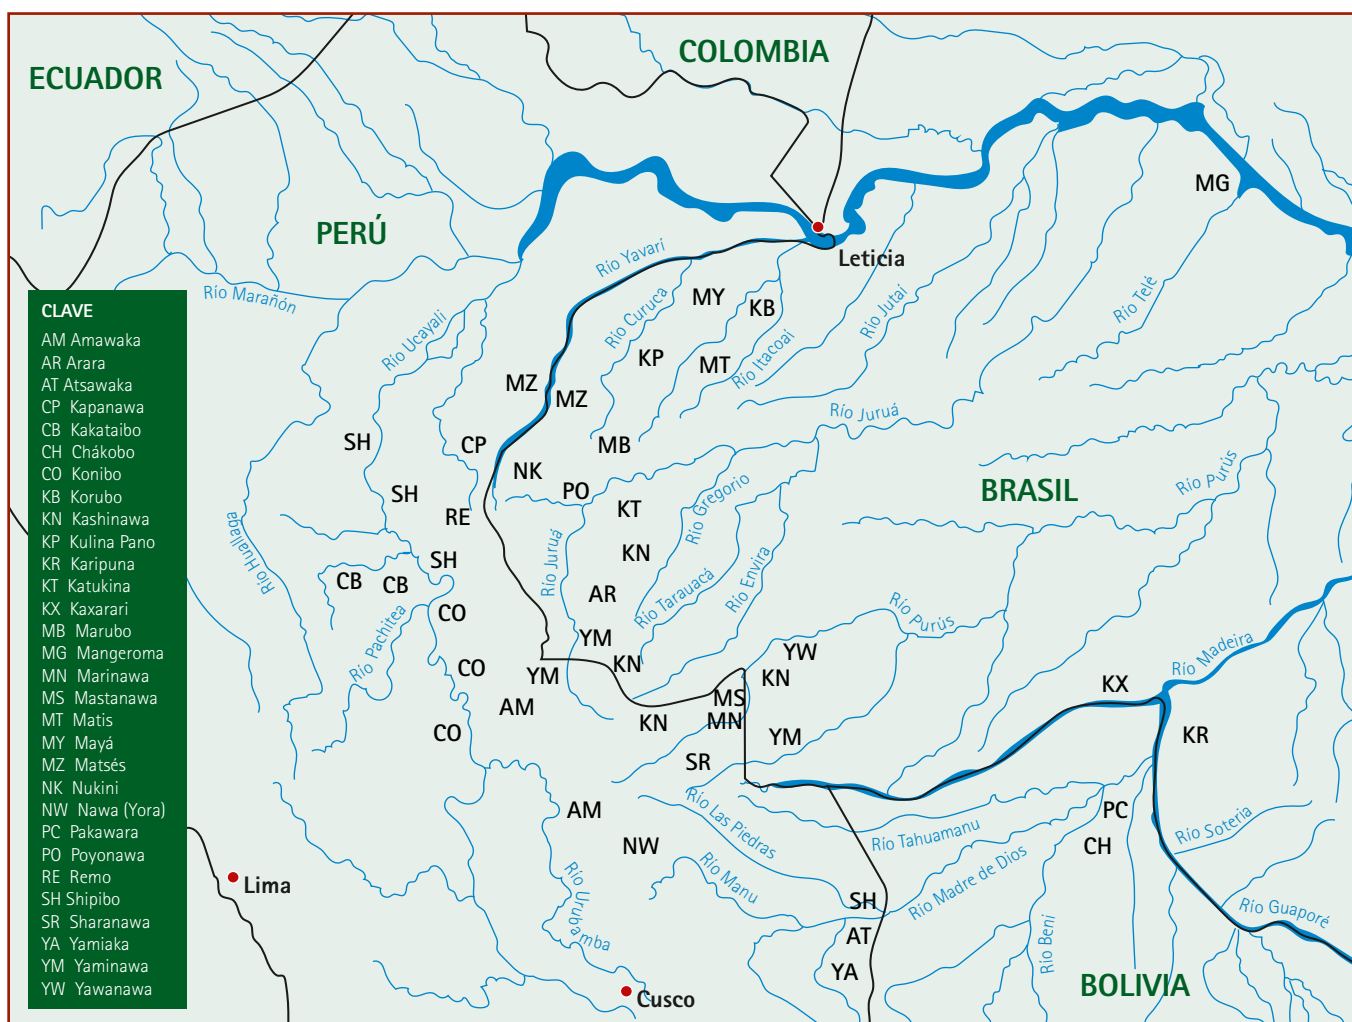 ECUADOR
COLOMBIA
PERÚ
BRASIL
BOLIVIA
Leticia
Lima
Cusco
CLAVE
AM Amawaka
AR Arara
AT Atsawaka
CP Kapanawa
CB Kakataibo
CH Chákobo
CO Konibo
KB Korubo
KN Kashinawa
KP Kulina Pano
KR Karipuna
KT Katukina
KX Kaxarari
MB Marubo
MG Mangeroma
MN Marinawa
MS Mastanawa
MT Matis
MY Mayá
MZ Matsés
NK Nukini
NW Nawa (Yora)
PC Pakawara
PO Poyonawa
RE Remo
SH Shipibo
SR Sharanawa
YA Yamiaka
YM Yaminawa
YW Yawanawa
Río Marañón
Río Ucayali
Río Huallaga
Río Pachitea
Río Yavarí
Río Curuca
Río Itacoaí
Río Jutaí
Río Telé
Río Juruá
Río Juruá
Río Gregorio
Río Tarauacá
Río Envira
Río Purús
Río Purús
Río Madeira
Río Soteria
Río Guaporé
Río Tahuamanu
Río Madre de Dios
Río Beni
Río Las Piedras
Río Manu
Río Urubamba
MG
MY
KB
KP
MT
MZ
MZ
SH
CP
MB
NK
SH
PO
RE
KT
SH
KN
CB
CB
AR
CO
YM
YW
CO
YM
KN
KN
KX
MS
AM
KN
MN
CO
YM
KR
SR
AM
PC
NW
CH
SH
AT
YA